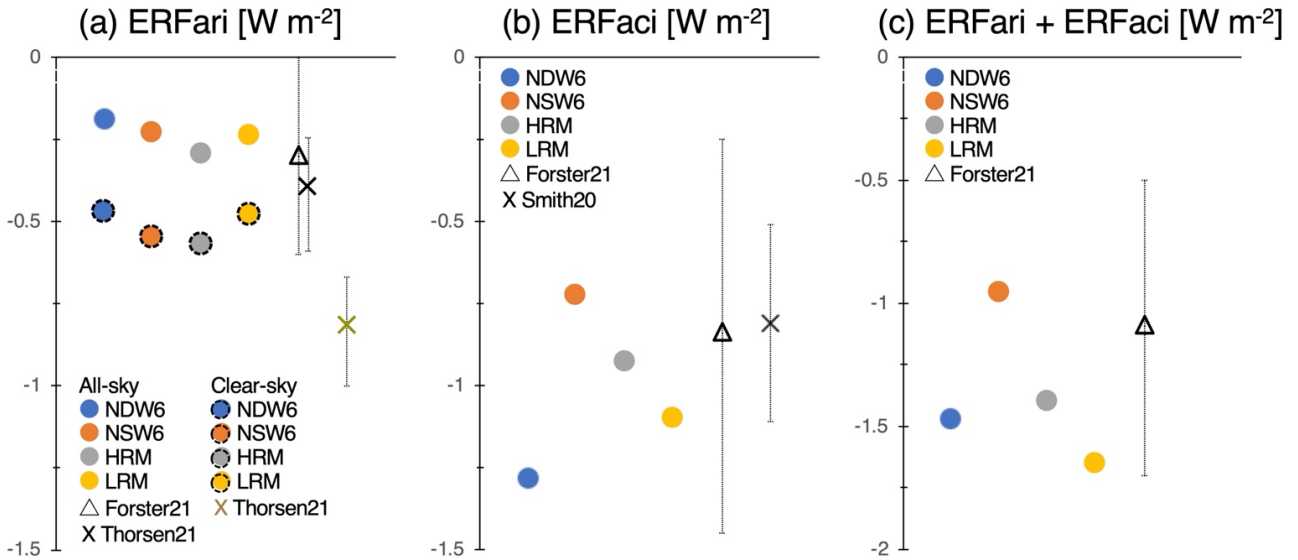 (a) ERFari [W m-2]
0
-0.5
-1
-1.5
All-sky
NDW6
NSW6
HRM
LRM
Forster21
Thorsen21
Clear-sky
NDW6
NSW6
HRM
LRM
Thorsen21
(b) ERFaci [W m-2]
0
-0.5
-1
-1.5
NDW6
NSW6
HRM
LRM
Forster21
Smith20
(c) ERFari + ERFaci [W m-2]
0
-0.5
-1
-1.5
-2
NDW6
NSW6
HRM
LRM
Forster21